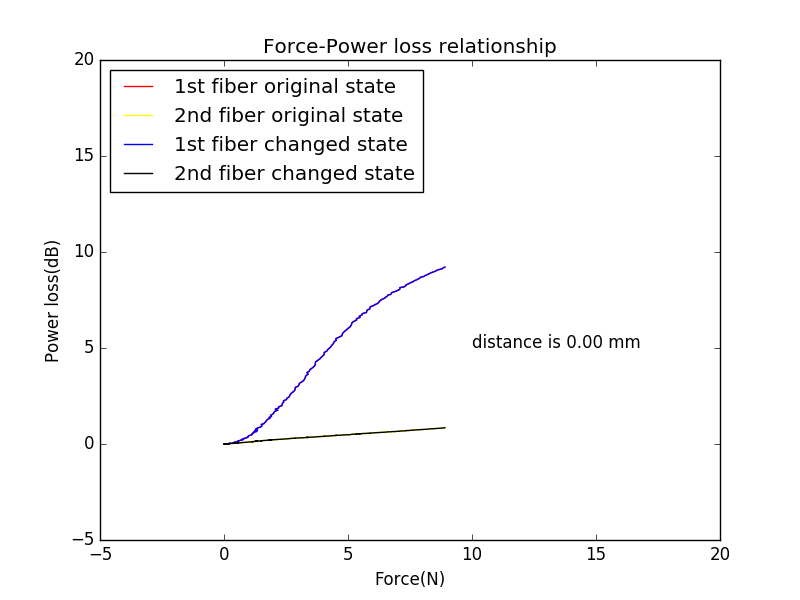 Force-Power loss relationship
20
15
10
5
0
−5
1st fiber original state
2nd fiber original state
1st fiber changed state
2nd fiber changed state
Power loss(dB)
distance is 0.00 mm
−5
0
5
10
15
20
Force(N)